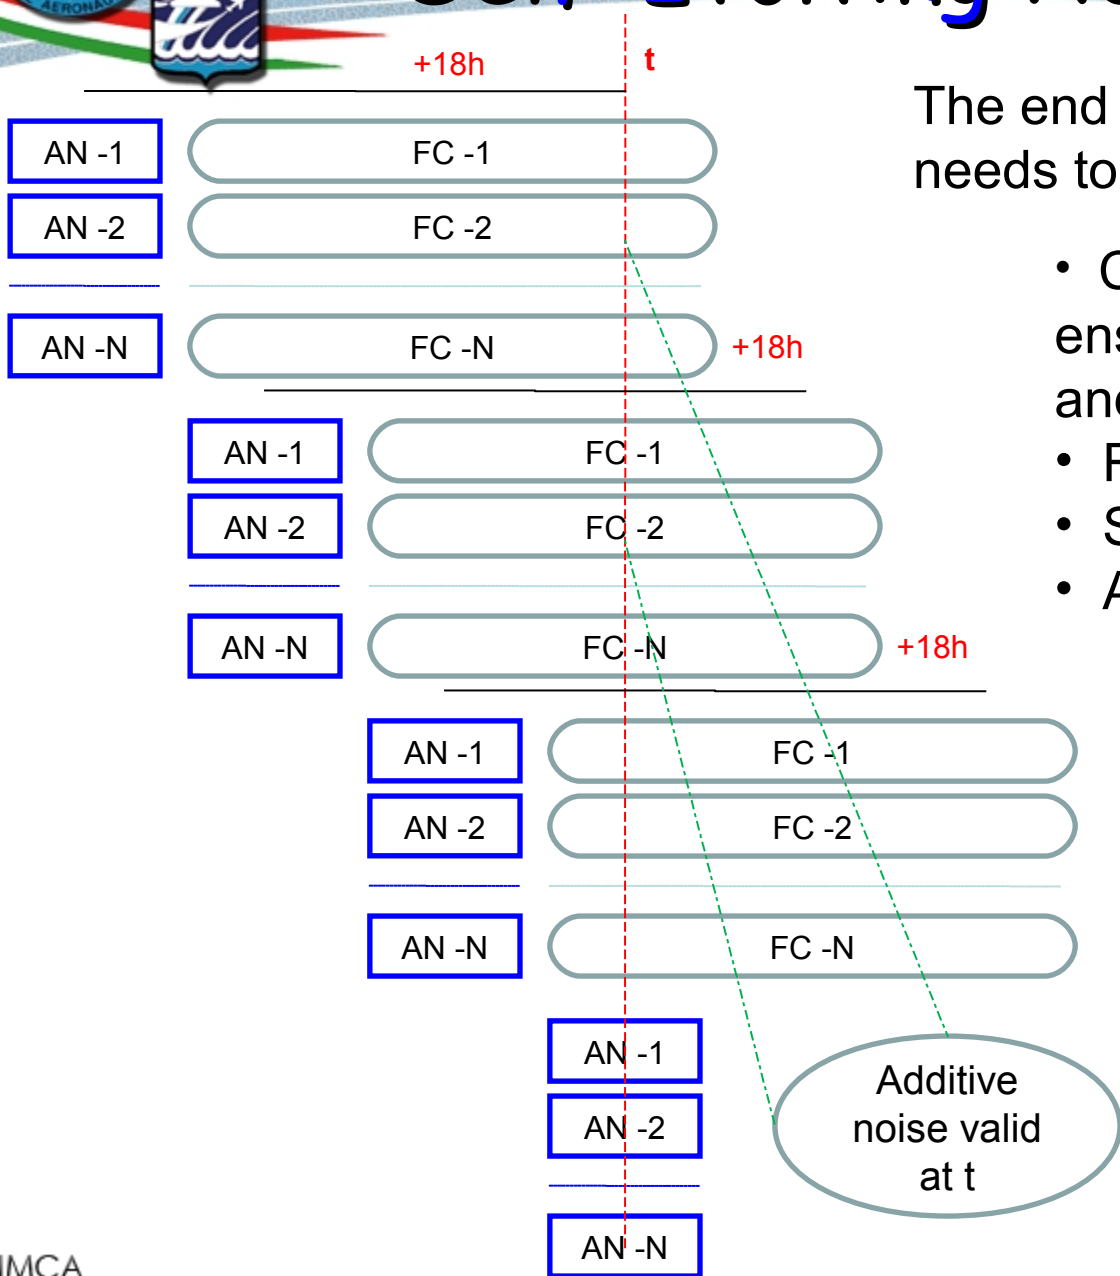 AERONAU
+18h
t
The end
needs to
AN -1 FC -1
AN -2 FC -2
AN -N FC -N +18h
ens
AN -1 FC -1
AN -2 FC -2
AN -N FC -N +18h
AN -1 FC -1
AN -2 FC -2
AN -N FC -N
AN -1
AN -2
AN -N
Additive
noise valid
at t
IMCA